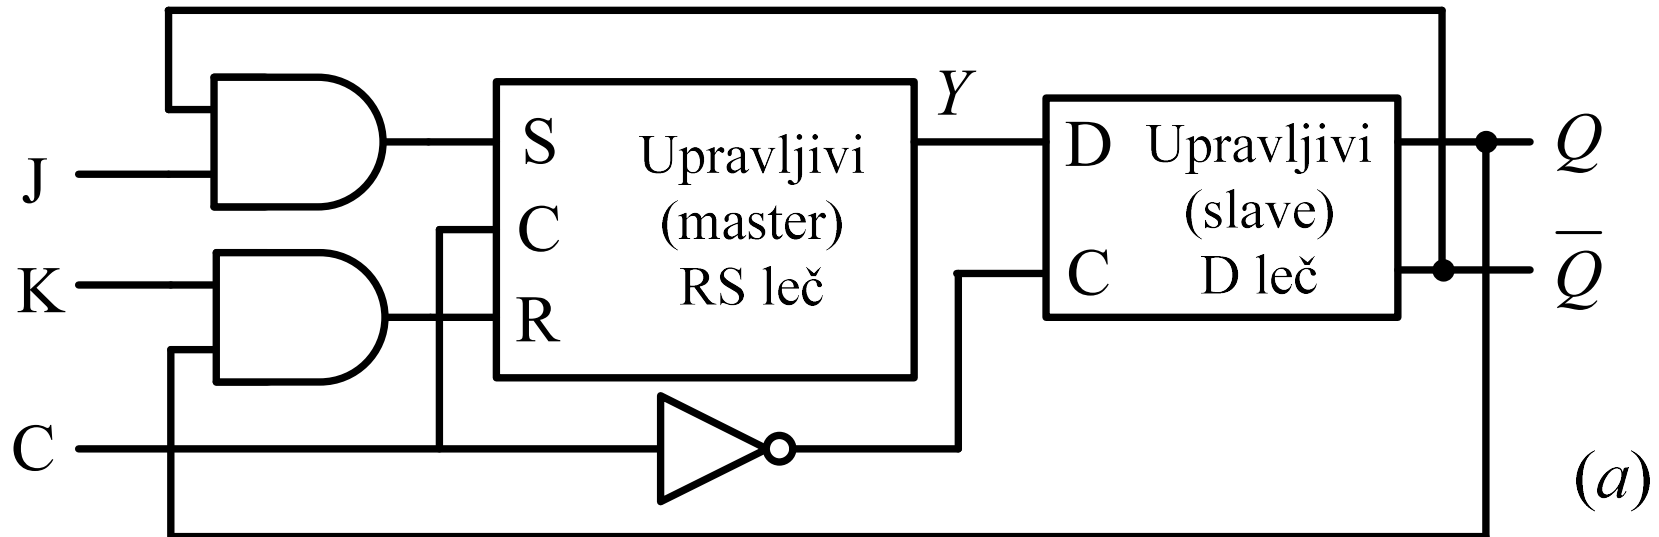 J
K
C
S
C
R
Upravljivi
(master)
RS leč
Y
D
C
Upravljivi
(slave)
D leč
Q
Q̅
(a)